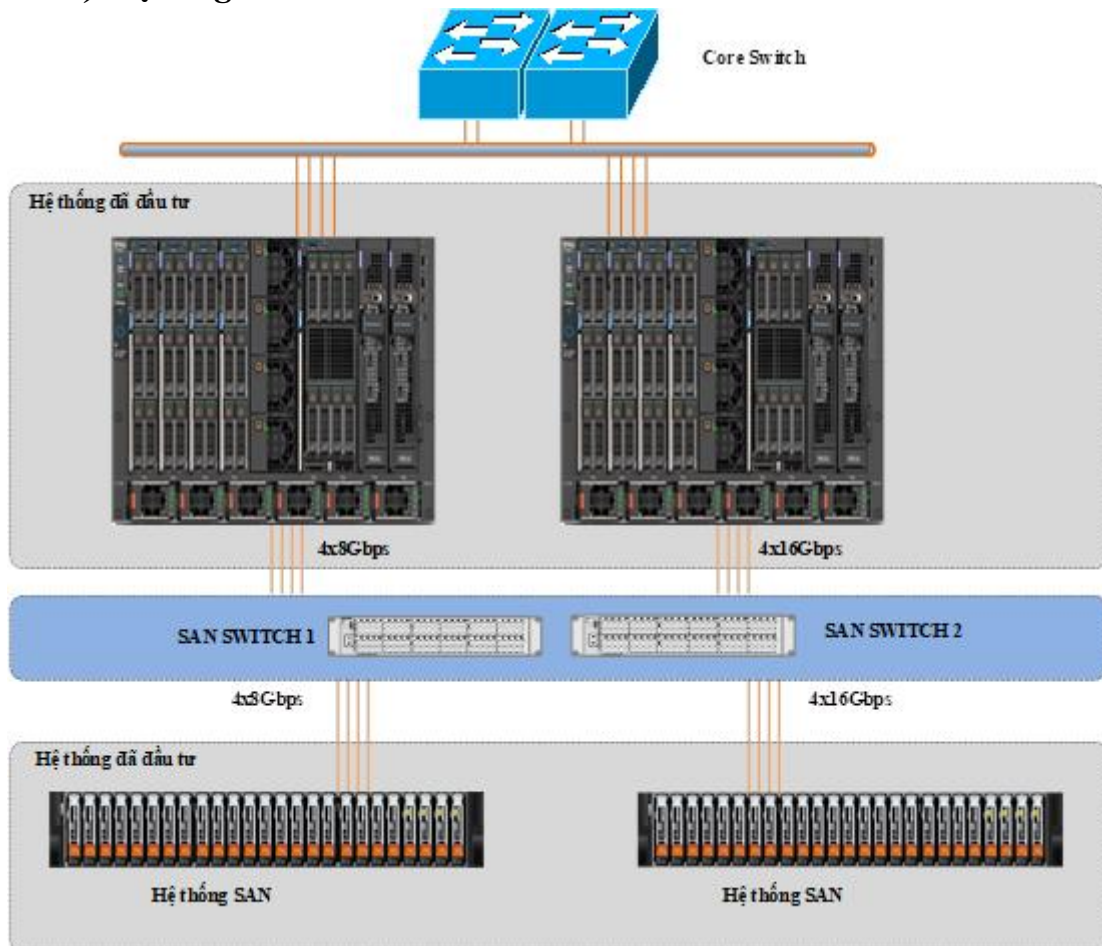 Core Switch
Hệ thống đã đầu tư
4x8Gbps
4x16Gbps
SAN SWITCH 1
SAN SWITCH 2
4x8Gbps
4x16Gbps
Hệ thống đã đầu tư
Hệ thống SAN
Hệ thống SAN